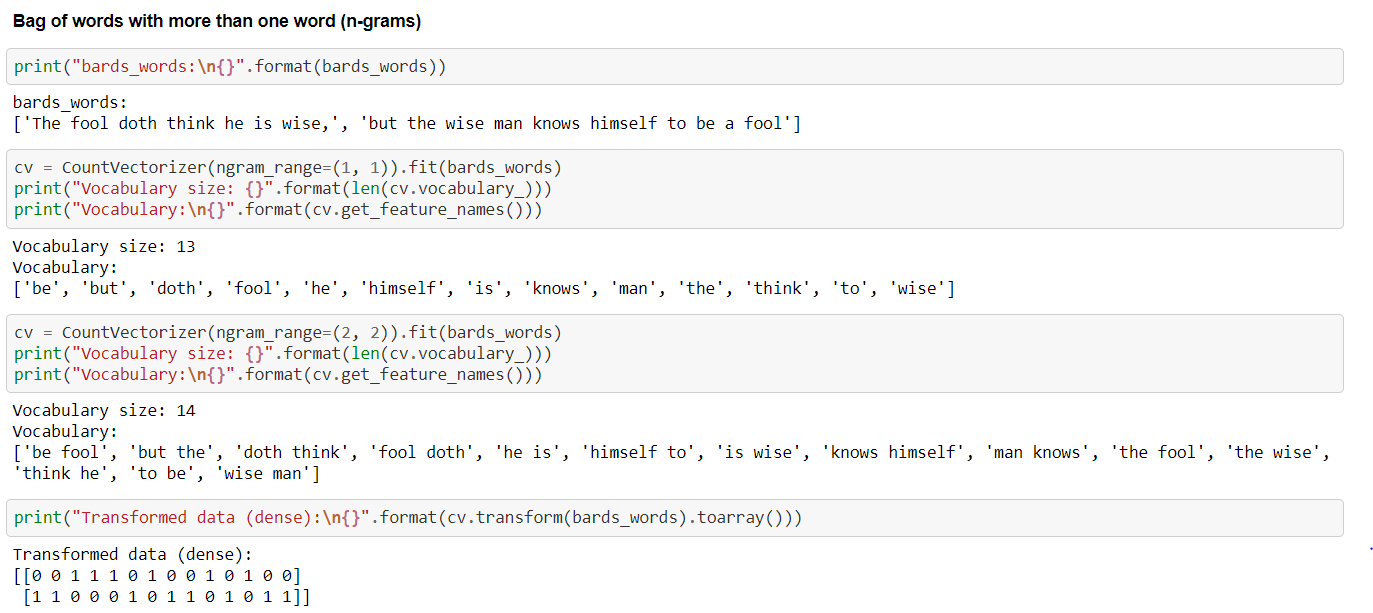 Bag of words with more than one word (n-grams)
print("bards_words:\n{}".format(bards_words))
bards_words:
['The fool doth think he is wise,', 'but the wise man knows himself to be a fool']
cv = CountVectorizer(ngram_range=(1, 1)).fit(bards_words)
print("Vocabulary size: {}".format(len(cv.vocabulary_)))
print("Vocabulary:\n{}".format(cv.get_feature_names()))
Vocabulary size: 13
Vocabulary:
['be', 'but', 'doth', 'fool', 'he', 'himself', 'is', 'knows', 'man', 'the', 'think', 'to', 'wise']
cv = CountVectorizer(ngram_range=(2, 2)).fit(bards_words)
print("Vocabulary size: {}".format(len(cv.vocabulary_)))
print("Vocabulary:\n{}".format(cv.get_feature_names()))
Vocabulary size: 14
Vocabulary:
['be fool', 'but the', 'doth think', 'fool doth', 'he is', 'himself to', 'is wise', 'knows himself', 'man knows', 'the fool', 'the wise',
'think he', 'to be', 'wise man']
print("Transformed data (dense):\n{}".format(cv.transform(bards_words).toarray()))
Transformed data (dense):
[[0 0 1 1 1 0 1 0 0 1 0 1 0 0]
[1 1 0 0 0 1 0 1 1 0 1 0 1 1]]